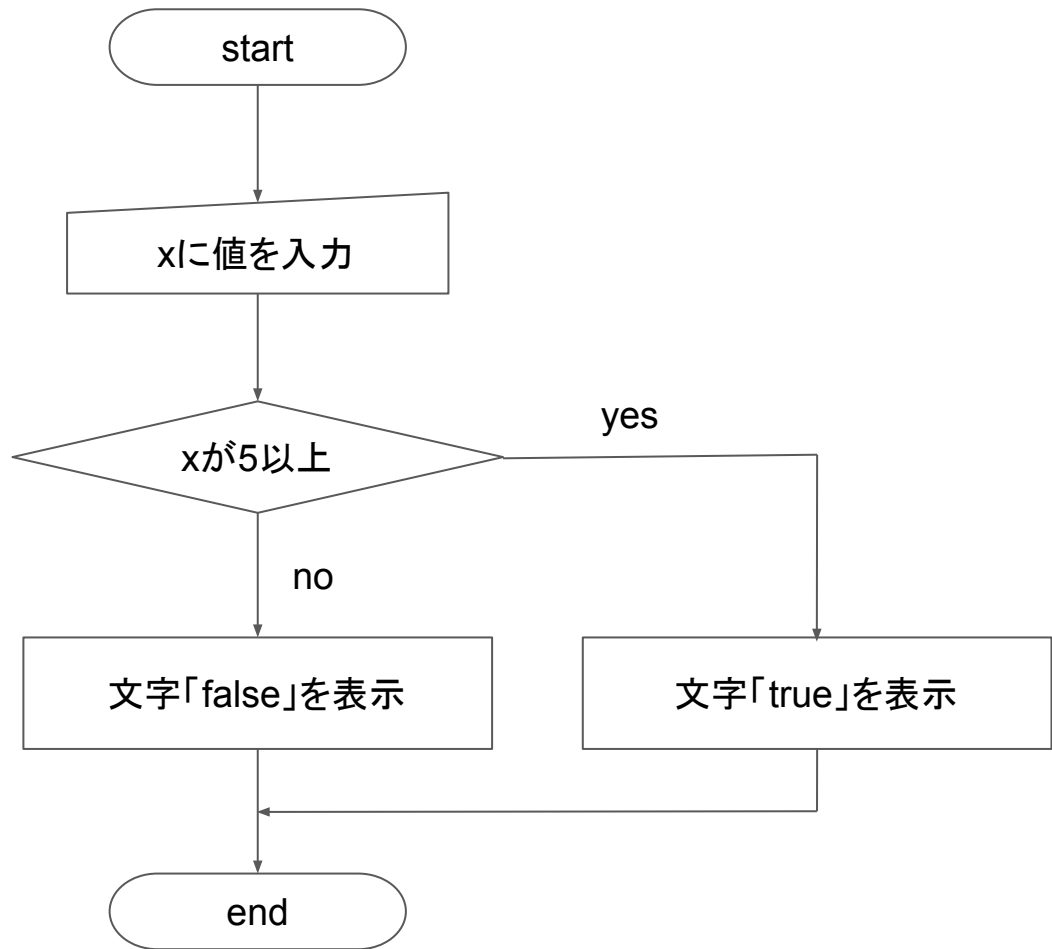 start
xに値を入力
xが5以上
yes
no
文字「false」を表示
文字「true」を表示
end